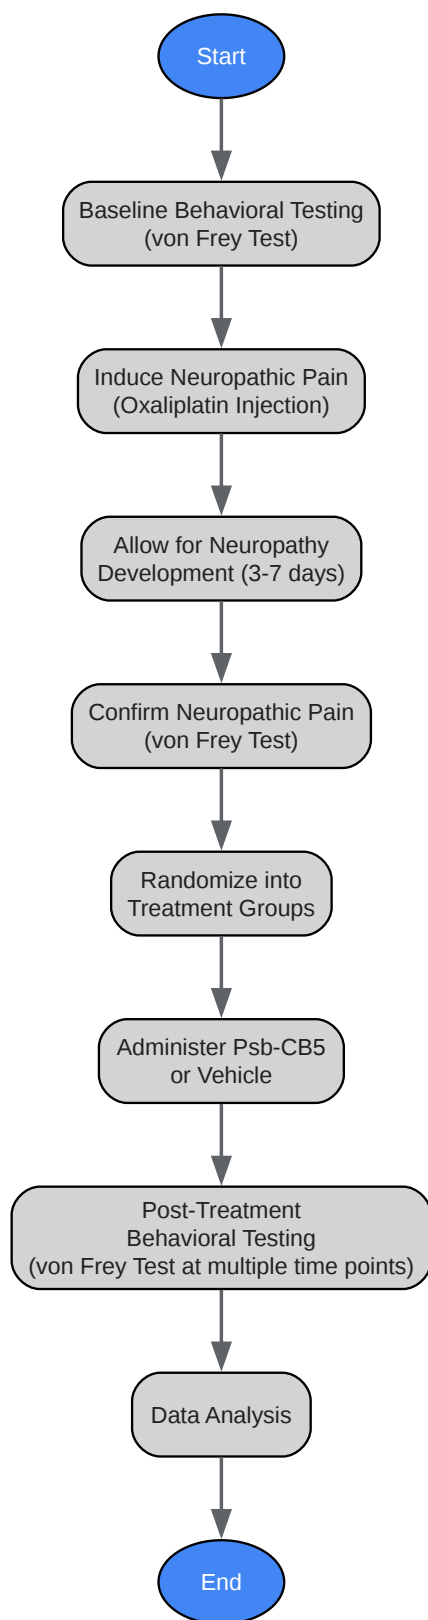 Start
Baseline Behavioral Testing
(von Frey Test)
Induce Neuropathic Pain
(Oxaliplatin Injection)
Allow for Neuropathy
Development (3-7 days)
Confirm Neuropathic Pain
(von Frey Test)
Randomize into
Treatment Groups
Administer Psb-CB5
or Vehicle
Post-Treatment
Behavioral Testing
(von Frey Test at multiple time points)
Data Analysis
End